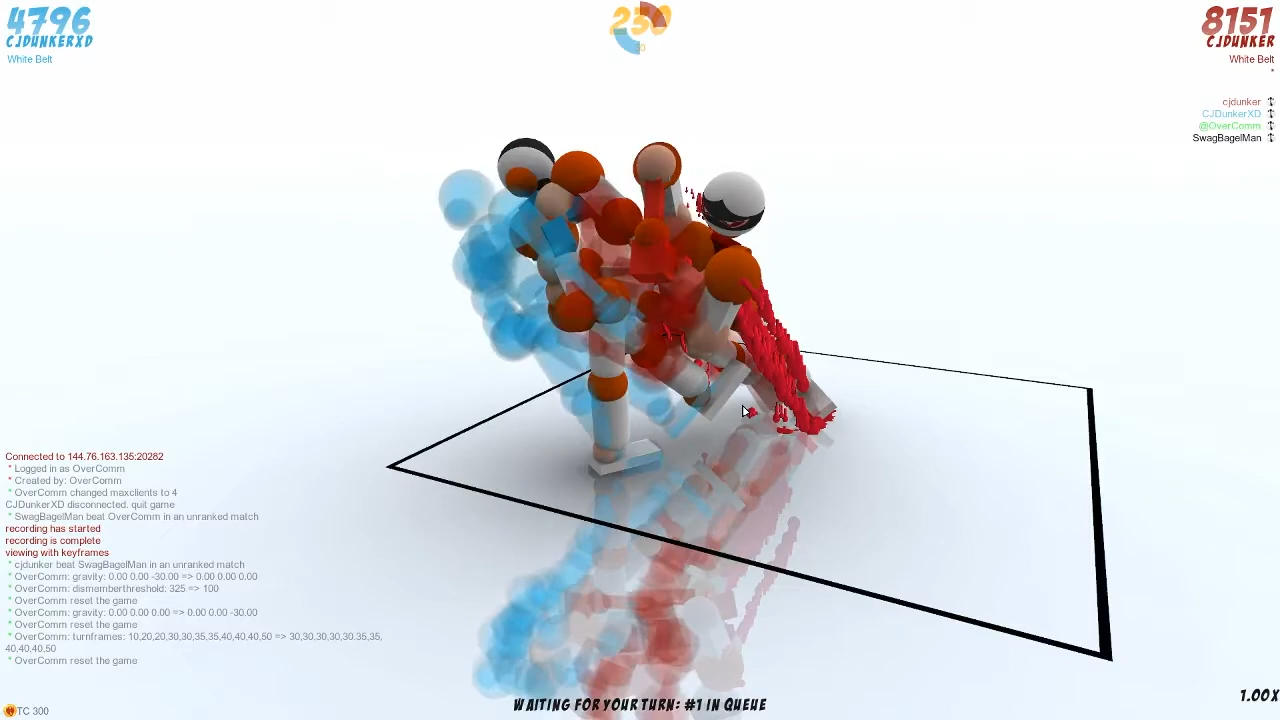 4796
CJDUNKERXD
White Belt
250
30
8151
CJDUNKER
White Belt
*
cjdunker
CJDunkerXD
@OverComm
SwagBagelMan
Connected to 144.76.163.135:20282
* Logged in as OverComm
* Created by: OverComm
* OverComm changed maxclients to 4
CJDunkerXD disconnected. quit game
* SwagBagelMan beat OverComm in an unranked match
recording has started
recording is complete
viewing with keyframes
* cjdunker beat SwagBagelMan in an unranked match
* OverComm: gravity: 0.00 0.00 -30.00 => 0.00 0.00 0.00
* OverComm: dismemberthreshold: 325 => 100
* OverComm reset the game
* OverComm: gravity: 0.00 0.00 0.00 => 0.00 0.00 -30.00
* OverComm reset the game
* OverComm: turnframes: 10,20,20,30,30,35,35,40,40,40,50 => 30,30,30,30,30,35,35,
40,40,40,50
* OverComm reset the game
TC 300
WAITING FOR YOUR TURN: #1 IN QUEUE
1.00X